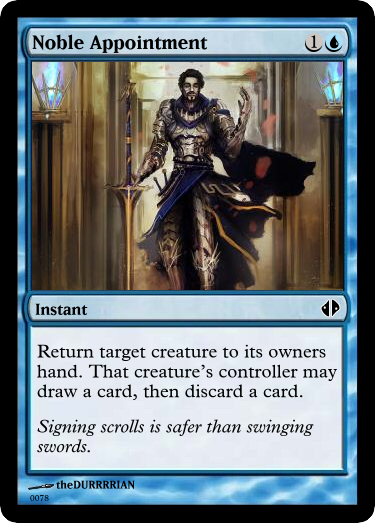 Noble Appointment 1
Instant
Return target creature to its owners
hand. That creature's controller may
draw a card, then discard a card.
Signing scrolls is safer than swinging
swords.
theDURRRRIAN
0078